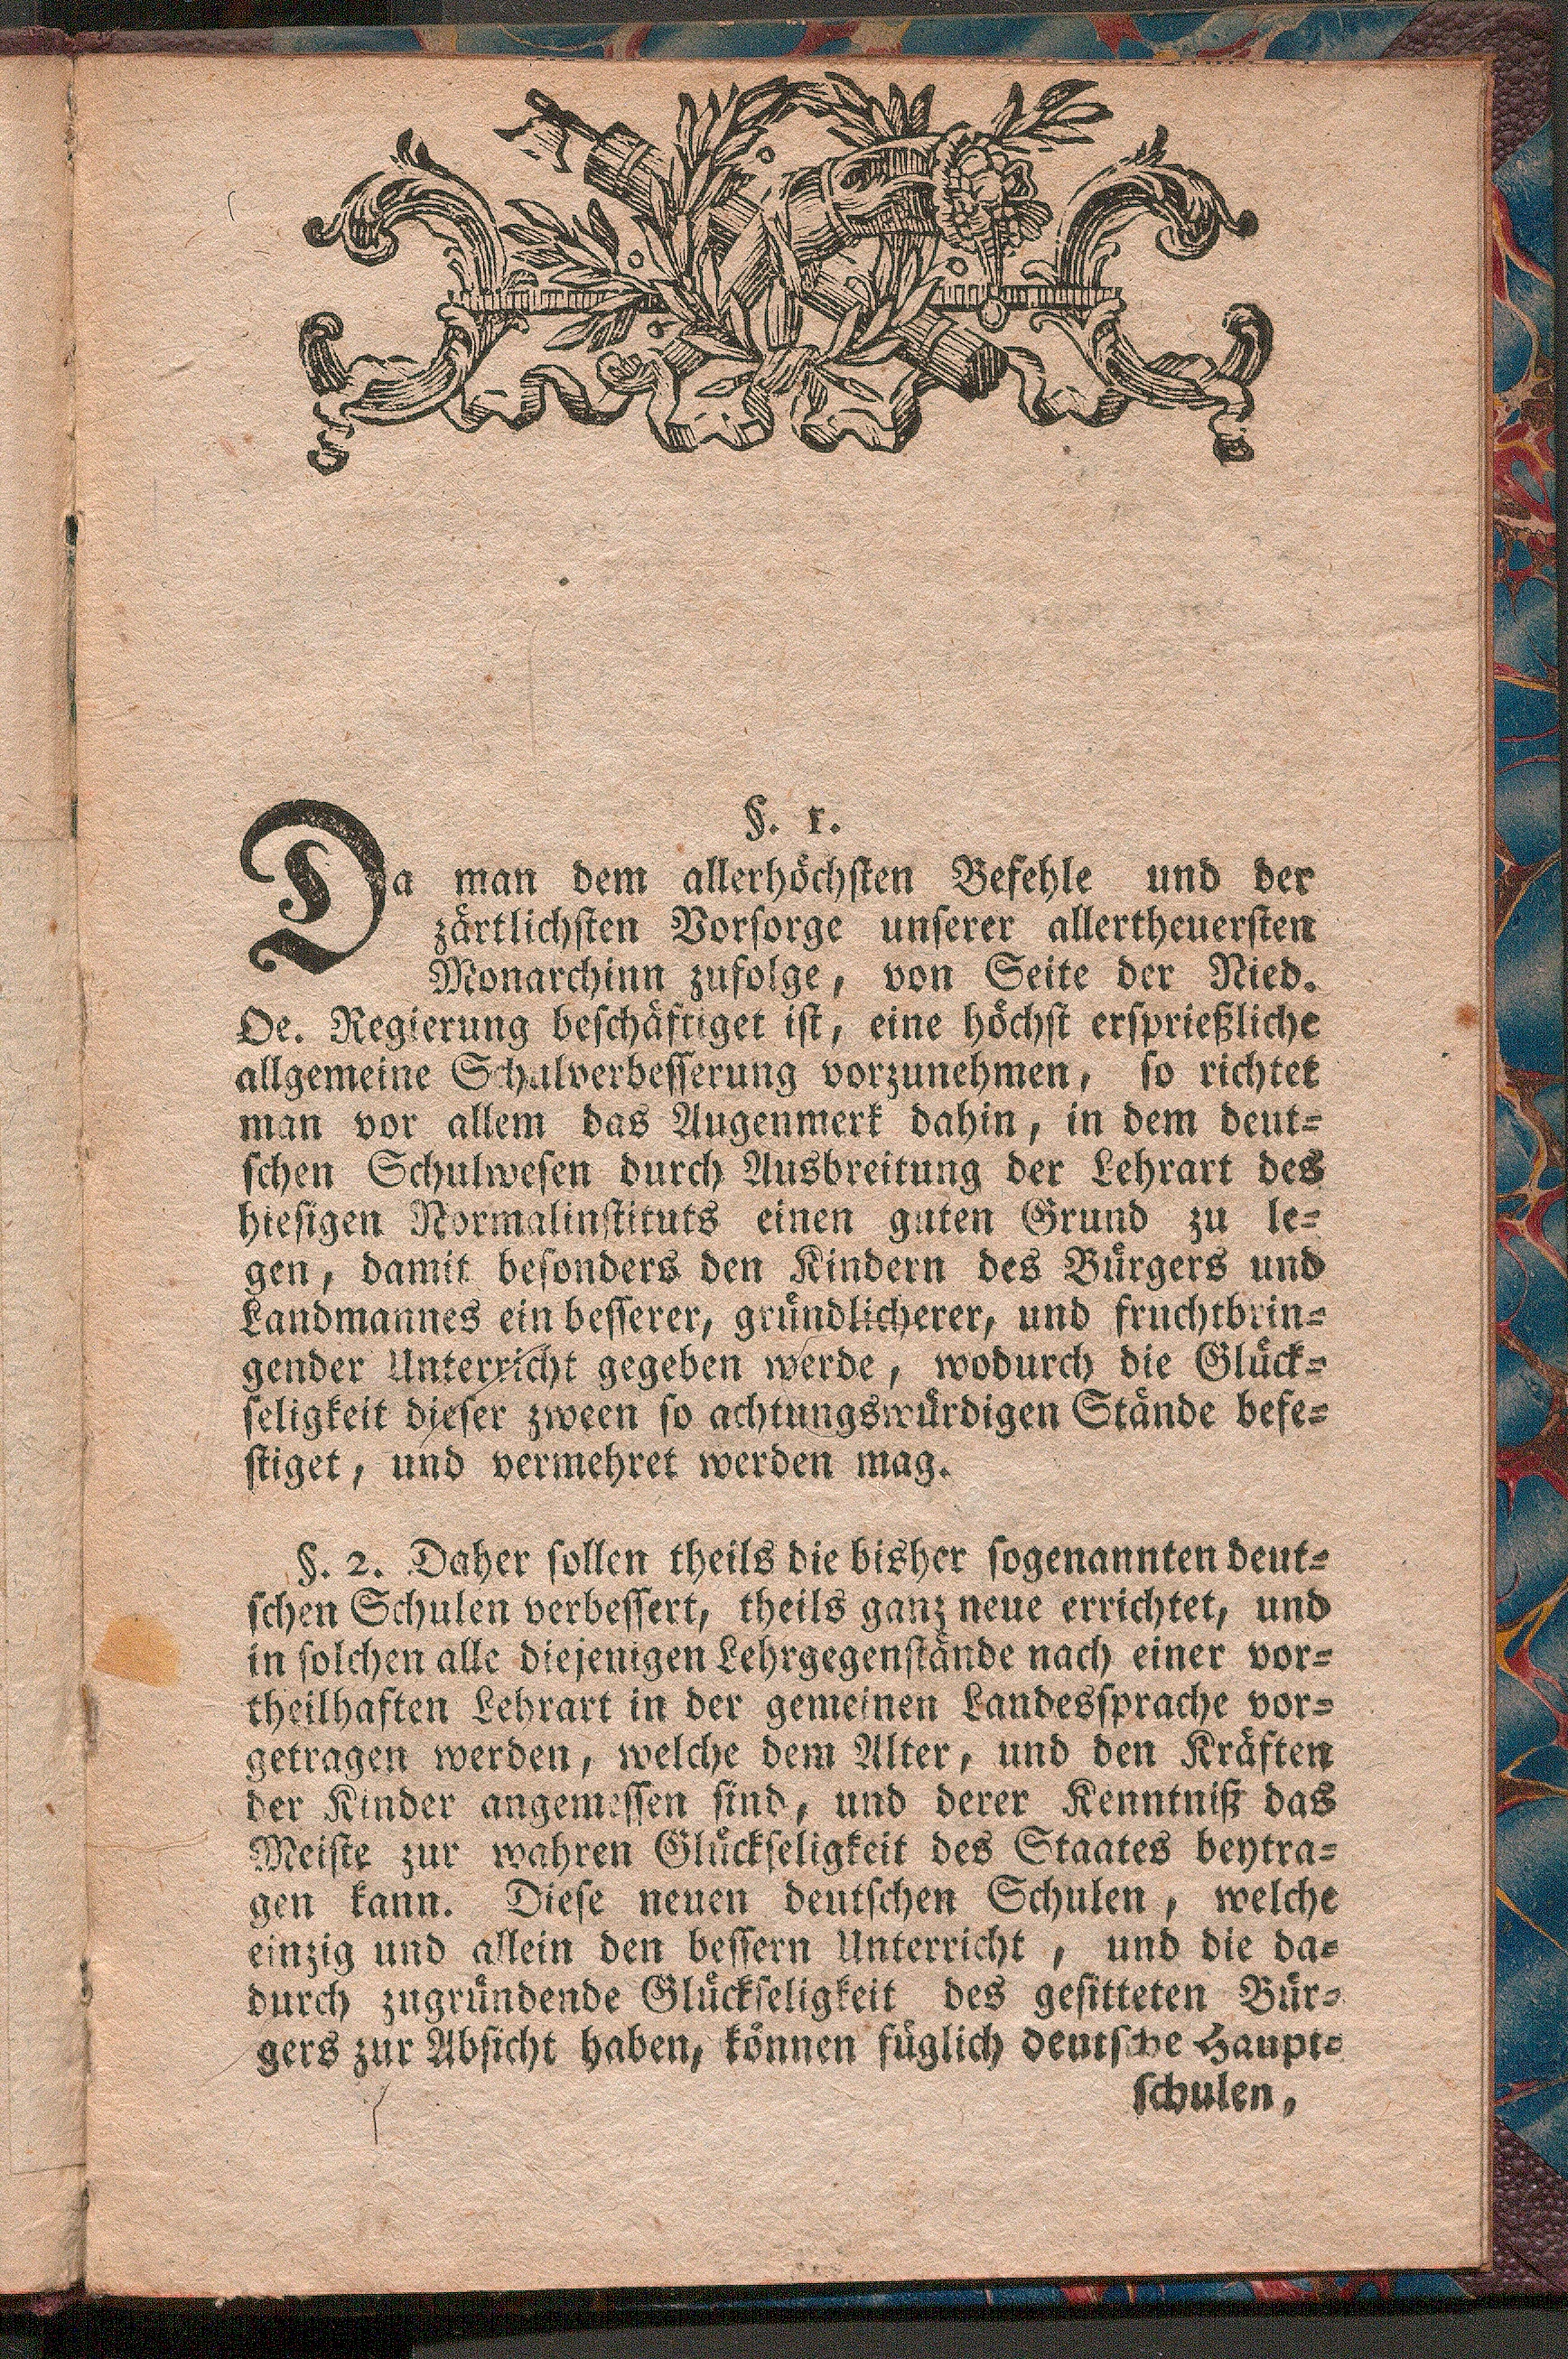 §. 1.
Da man dem allerhöchsten Befehle und der
zärtlichsten Vorsorge unserer allertheuersten
Monarchinn zufolge, von Seite der Nied.
Oe. Regierung beschäftiget ist, eine höchst ersprießliche
allgemeine Schulverbesserung vorzunehmen, so richtet
man vor allem das Augenmerk dahin, in dem deut=
schen Schulwesen durch Ausbreitung der Lehrart des
hiesigen Normalinstituts einen guten Grund zu le=
gen, damit besonders den Kindern des Bürgers und
Landmannes ein besserer, gründlicherer, und fruchtbrin=
gender Unterricht gegeben werde, wodurch die Glück=
seligkeit dieser zween so achtungswürdigen Stände befe=
stiget, und vermehret werden mag.
§. 2. Daher sollen theils die bisher sogenannten deut=
schen Schulen verbessert, theils ganz neue errichtet, und
in solchen alle diejenigen Lehrgegenstände nach einer vor=
theilhaften Lehrart in der gemeinen Landessprache vor=
getragen werden, welche dem Alter, und den Kräften
der Kinder angemessen sind, und derer Kenntniß das
Meiste zur wahren Glückseligkeit des Staates beytra=
gen kann. Diese neuen deutschen Schulen, welche
einzig und allein den bessern Unterricht, und die da=
durch zugründende Glückseligkeit des gesitteten Bür=
gers zur Absicht haben, können füglich deutsche Haupt=
schulen,